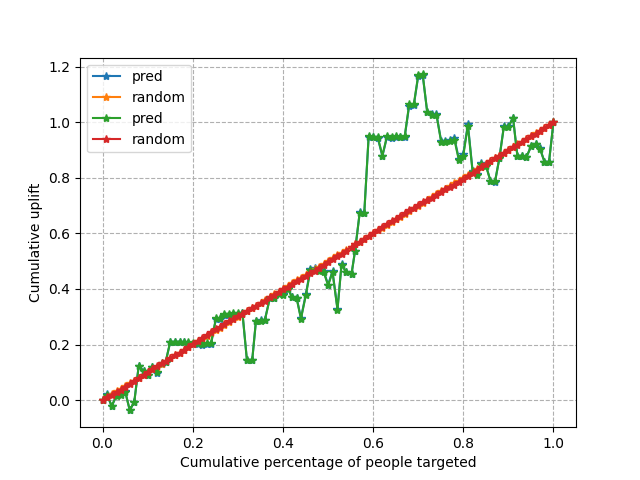 1.2
1.0
0.8
0.6
0.4
0.2
0.0
Cumulative uplift
pred
random
pred
random
0.0 0.2 0.4 0.6 0.8 1.0
Cumulative percentage of people targeted